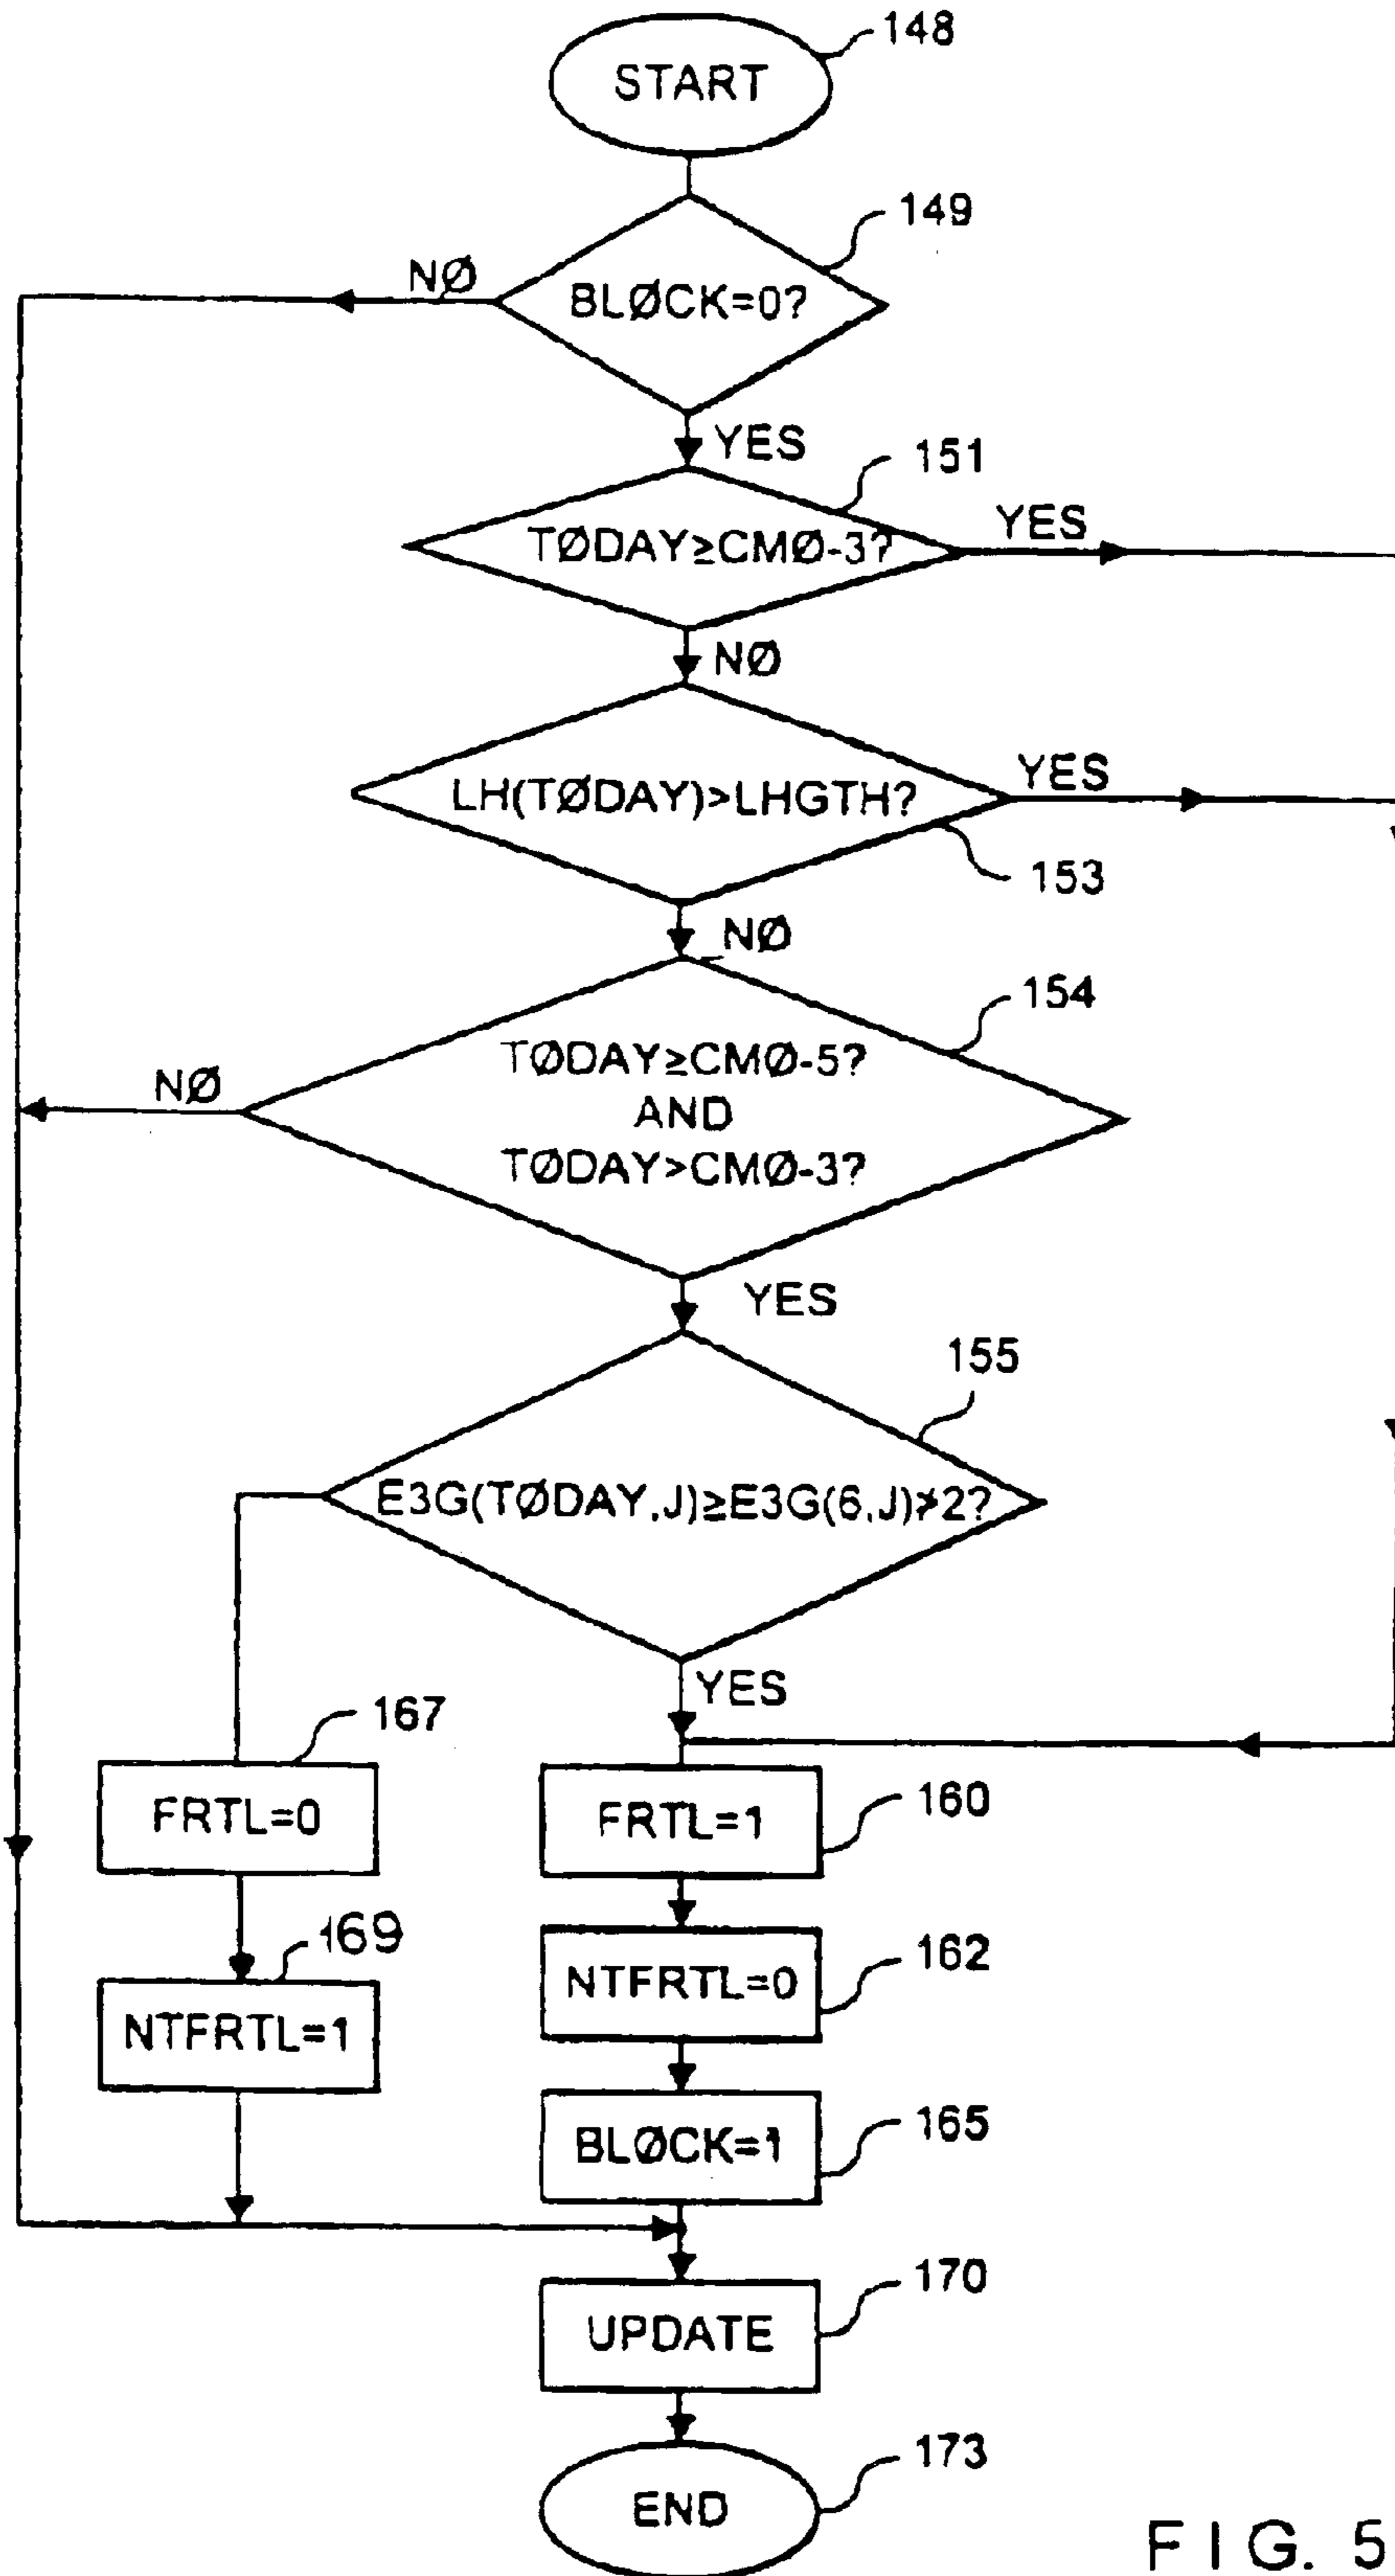 START
148
149
NØ
BLØCK=0?
YES
151
TØDAY≥CMØ-3?
YES
NØ
LH(TØDAY)>LHGTH?
YES
153
NØ
154
TØDAY≥CMØ-5?
NØ
AND
TØDAY>CMØ-3?
YES
155
E3G(TØDAY,J)≥E3G(6,J)*2?
YES
167
FRTL=0
FRTL=1
160
169
NTFRTL=1
NTFRTL=0
162
BLØCK=1
165
UPDATE
170
END
173
FIG. 5